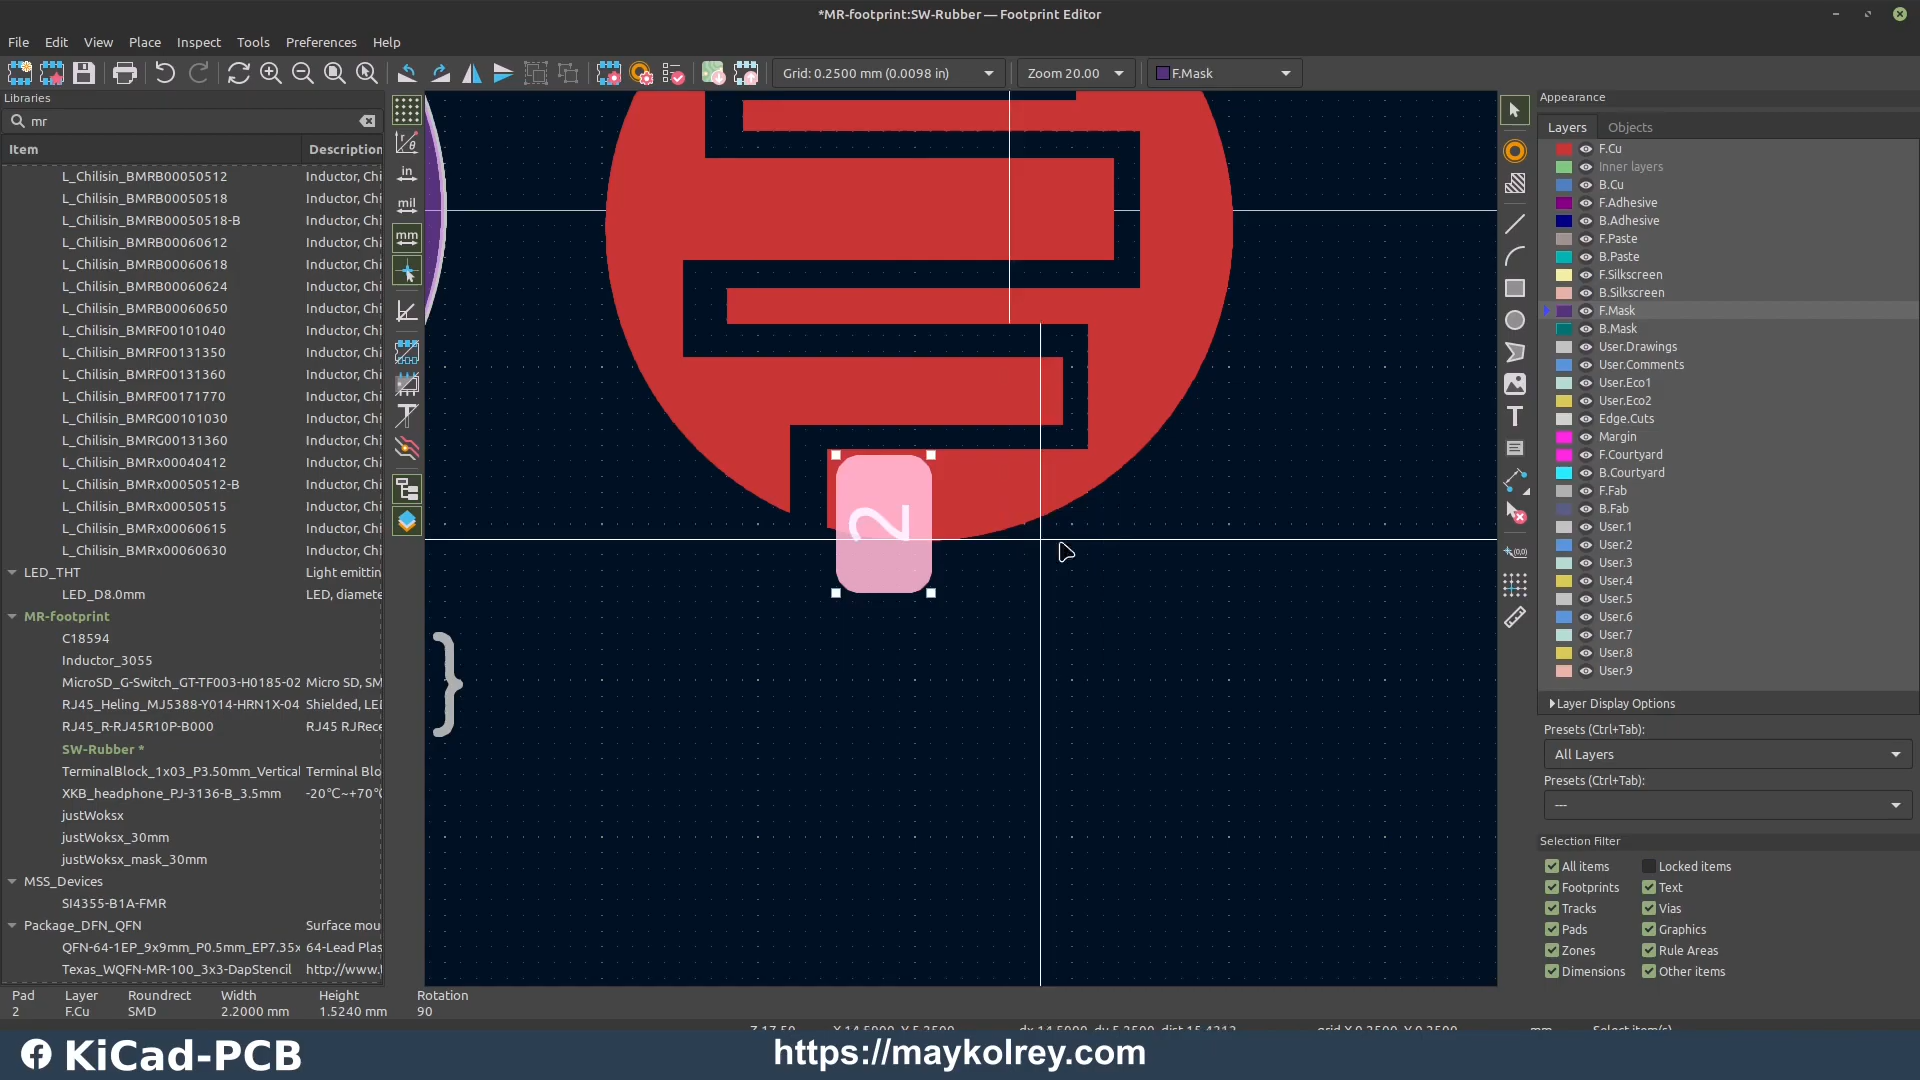 *MR-footprint:SW-Rubber — Footprint Editor
File Edit View Place Inspect Tools Preferences Help
Grid: 0.2500 mm (0.0098 in)
Zoom 20.00
F.Mask
Libraries
mr
Item Description
L_Chilisin_BMRB00050512 Inductor, Chi
L_Chilisin_BMRB00050518 Inductor, Chi
L_Chilisin_BMRB00050518-B Inductor, Chi
L_Chilisin_BMRB00060612 Inductor, Chi
L_Chilisin_BMRB00060618 Inductor, Chi
L_Chilisin_BMRB00060624 Inductor, Chi
L_Chilisin_BMRB00060650 Inductor, Chi
L_Chilisin_BMRF00101040 Inductor, Chi
L_Chilisin_BMRF00131350 Inductor, Chi
L_Chilisin_BMRF00131360 Inductor, Chi
L_Chilisin_BMRF00171770 Inductor, Chi
L_Chilisin_BMRG00101030 Inductor, Chi
L_Chilisin_BMRG00131360 Inductor, Chi
L_Chilisin_BMRx00040412 Inductor, Chi
L_Chilisin_BMRx00050512-B Inductor, Chi
L_Chilisin_BMRx00050515 Inductor, Chi
L_Chilisin_BMRx00060615 Inductor, Chi
L_Chilisin_BMRx00060630 Inductor, Chi
LED_THT Light emittin
LED_D8.0mm LED, diamete
MR-footprint
C18594
Inductor_3055
MicroSD_G-Switch_GT-TF003-H0185-02 Micro SD, SM
RJ45_Heling_MJ5388-Y014-HRN1X-04 Shielded, LE
RJ45_R-RJ45R10P-B000 RJ45 RJRece
SW-Rubber *
TerminalBlock_1x03_P3.50mm_Vertical Terminal Blo
XKB_headphone_PJ-3136-B_3.5mm -20℃~+70℃
justWoksx
justWoksx_30mm
justWoksx_mask_30mm
MSS_Devices
SI4355-B1A-FMR
Package_DFN_QFN Surface mou
QFN-64-1EP_9x9mm_P0.5mm_EP7.35x 64-Lead Plas
Texas_WQFN-MR-100_3x3-DapStencil http://www.t
in
mil
mm
2
}
(0,0)
Appearance
Layers Objects
F.Cu
Inner layers
B.Cu
F.Adhesive
B.Adhesive
F.Paste
B.Paste
F.Silkscreen
B.Silkscreen
F.Mask
B.Mask
User.Drawings
User.Comments
User.Eco1
User.Eco2
Edge.Cuts
Margin
F.Courtyard
B.Courtyard
F.Fab
B.Fab
User.1
User.2
User.3
User.4
User.5
User.6
User.7
User.8
User.9
Layer Display Options
Presets (Ctrl+Tab):
All Layers
Presets (Ctrl+Tab):
---
Selection Filter
All items Locked items
Footprints Text
Tracks Vias
Pads Graphics
Zones Rule Areas
Dimensions Other items
Pad Layer Roundrect Width Height Rotation
2 F.Cu SMD 2.2000 mm 1.5240 mm 90
KiCad-PCB
https://maykolrey.com